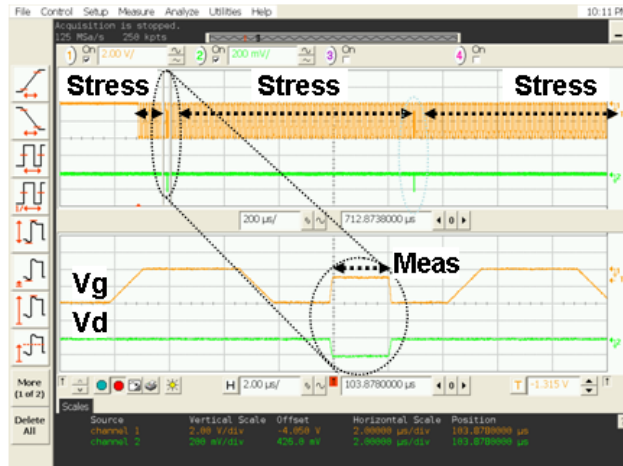 File Control Setup Measure Analyze Utilities Help 10:11 PM
Acquisition is stopped.
125 MSa/s 250 kpts
1 On 2.00 V/ 2 On 200 mV/ 3 On 4 On
Stress Stress Stress
200 µs/ 712.8738000 µs 0
Meas
Vg
Vd
More
(1 of 2)
H 2.00 µs/ 103.8780000 µs 0 T -1.315 V
Delete
All
Scales
Source Vertical Scale Offset Horizontal Scale Position
channel 1 2.00 V/div -4.050 V 2.00000 µs/div 103.8780000 µs
channel 2 200 mV/div 426.0 mV 2.00000 µs/div 103.8780000 µs